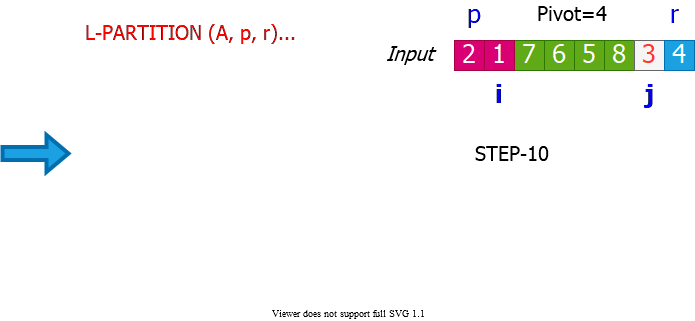 p Pivot=4 r
L-PARTITION (A, p, r)...
Input 2 1 7 6 5 8 3 4
i j
STEP-10
Viewer does not support full SVG 1.1